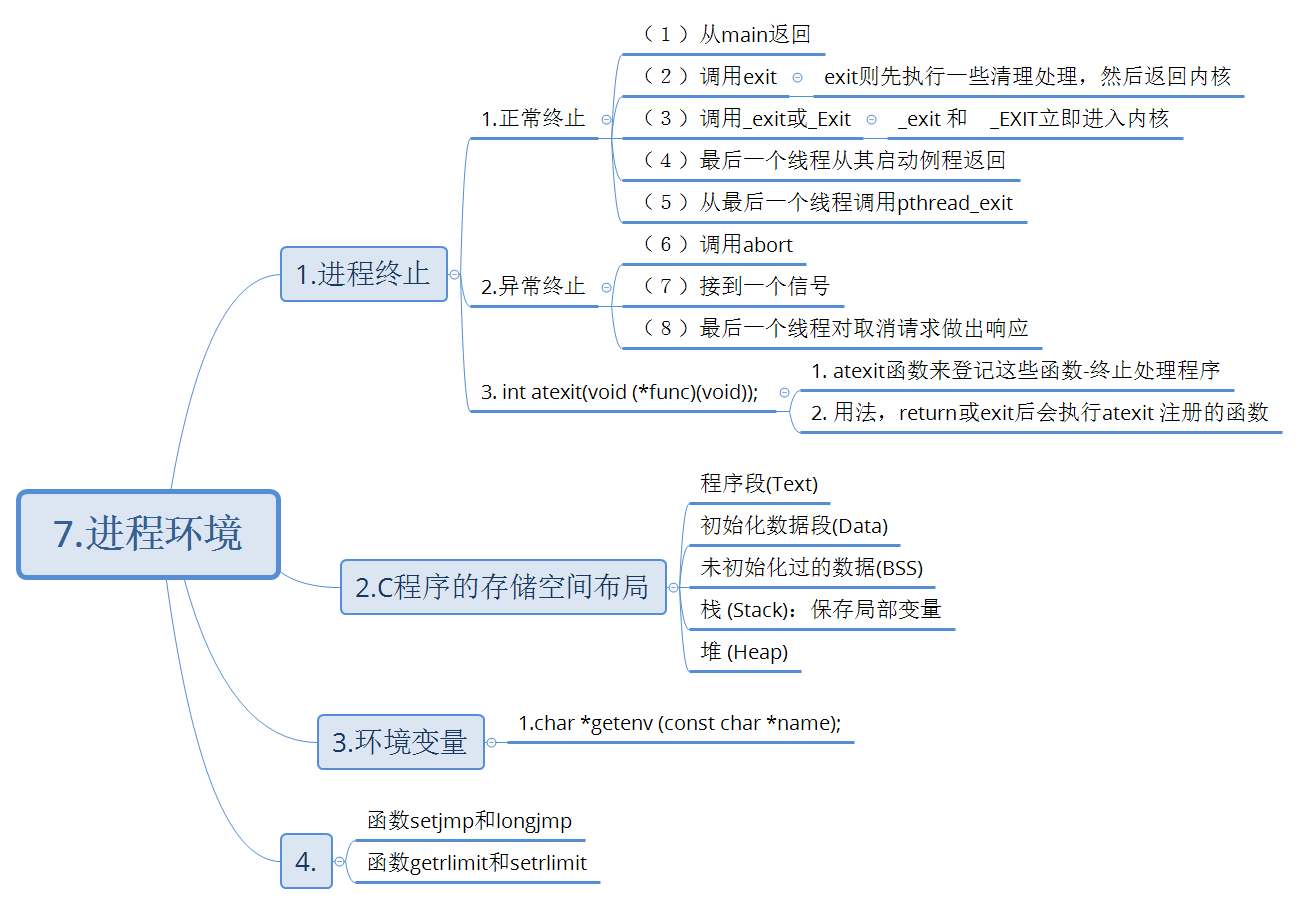 7.进程环境
1.进程终止
1.正常终止
（1）从main返回
（2）调用exit
exit则先执行一些清理处理，然后返回内核
（3）调用_exit或_Exit
_exit 和 _EXIT立即进入内核
（4）最后一个线程从其启动例程返回
（5）从最后一个线程调用pthread_exit
2.异常终止
（6）调用abort
（7）接到一个信号
（8）最后一个线程对取消请求做出响应
3. int atexit(void (*func)(void));
1. atexit函数来登记这些函数-终止处理程序
2. 用法，return或exit后会执行atexit 注册的函数
2.C程序的存储空间布局
程序段(Text)
初始化数据段(Data)
未初始化过的数据(BSS)
栈 (Stack)：保存局部变量
堆 (Heap)
3.环境变量
1.char *getenv (const char *name);
4.
函数setjmp和longjmp
函数getrlimit和setrlimit